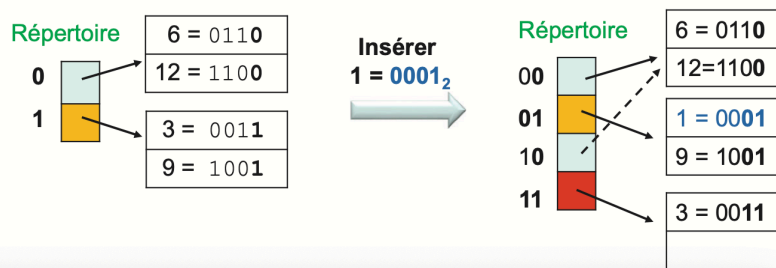 Répertoire
0
1
6 = 0110
12 = 1100
3 = 0011
9 = 1001
Insérer
1 = 0001₂
Répertoire
00
01
10
11
6 = 0110
12=1100
1 = 0001
9 = 1001
3 = 0011